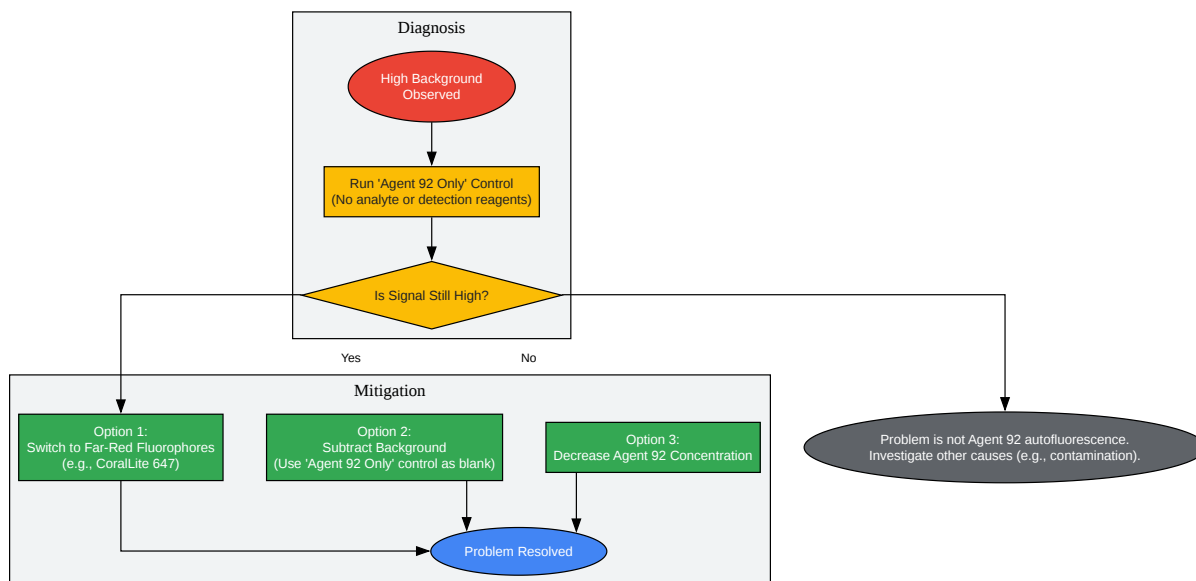 Diagnosis
High Background
Observed
Run 'Agent 92 Only' Control
(No analyte or detection reagents)
Is Signal Still High?
Yes
No
Mitigation
Option 1:
Switch to Far-Red Fluorophores
(e.g., CoralLite 647)
Option 2:
Subtract Background
(Use 'Agent 92 Only' control as blank)
Option 3:
Decrease Agent 92 Concentration
Problem is not Agent 92 autofluorescence.
Investigate other causes (e.g., contamination).
Problem Resolved